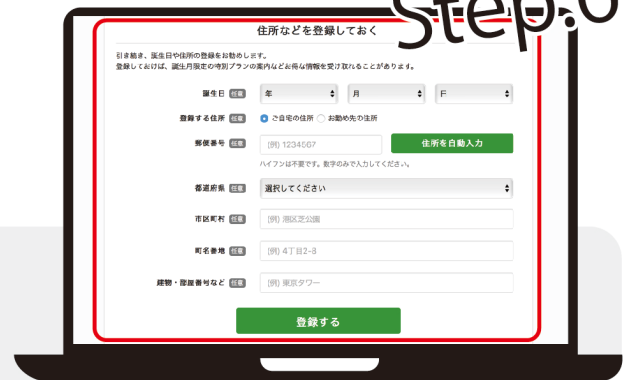 Step.6
住所などを登録しておく
引き続き、誕生日や住所の登録をお勧めします。
登録しておけば、誕生月限定の特別プランの案内などお得な情報を受け取れることがあります。
誕生日 任意 年 月 日
登録する住所 任意 ご自宅の住所 お勤め先の住所
郵便番号 任意 (例) 1234567 住所を自動入力
ハイフンは不要です。数字のみで入力してください。
都道府県 任意 選択してください
市区町村 任意 (例) 港区芝公園
町名番地 任意 (例) 4丁目2-8
建物・部屋番号など 任意 (例) 東京タワー
登録する